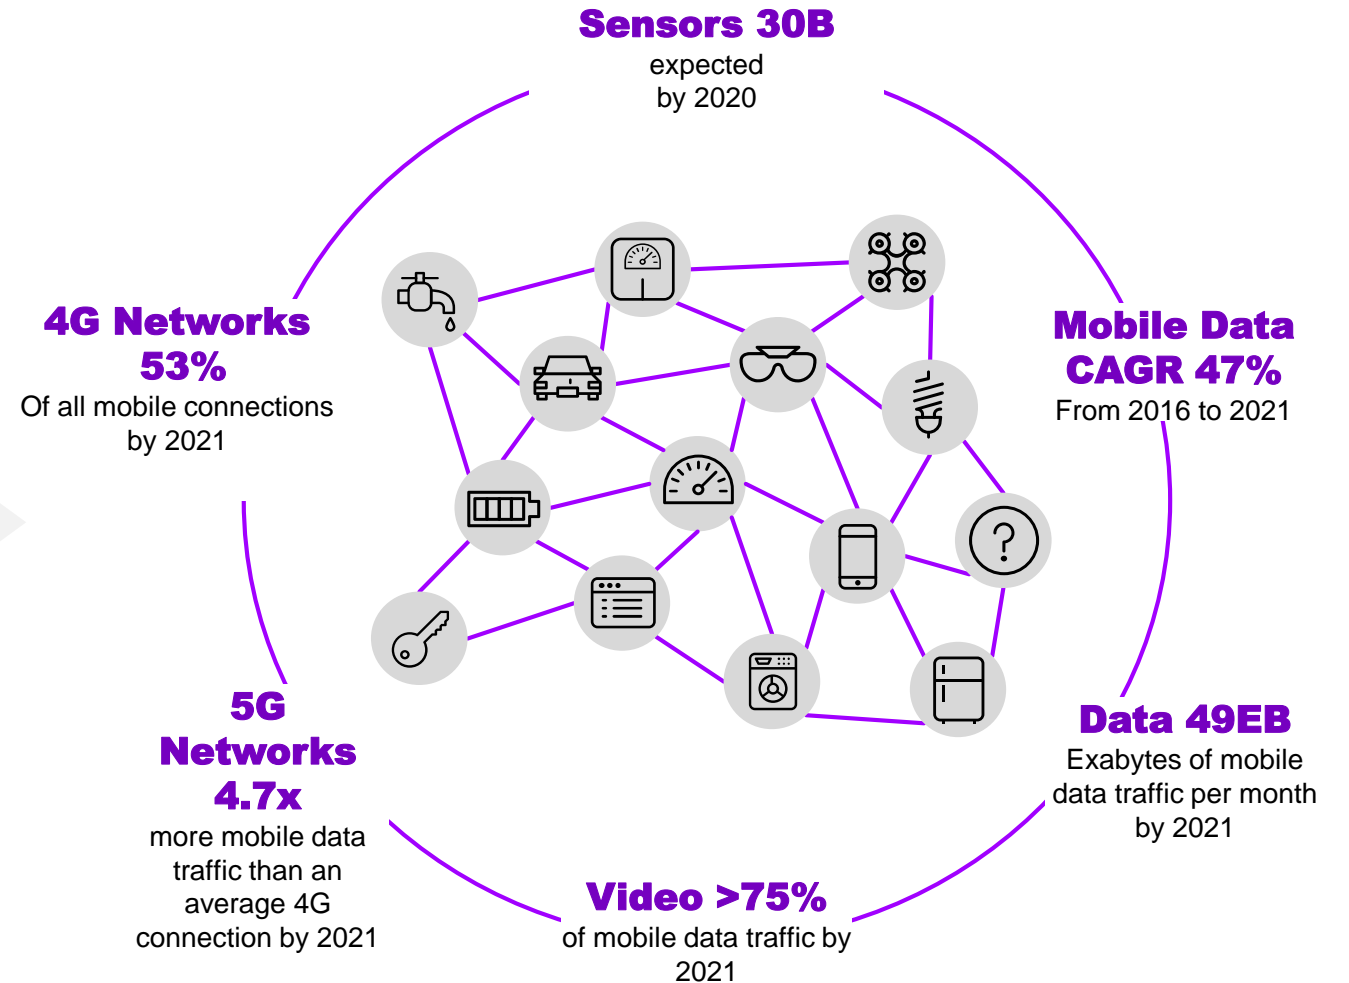 Sensors 30B
expected
by 2020
4G Networks
53%
Of all mobile connections
by 2021
Mobile Data
CAGR 47%
From 2016 to 2021
5G
Networks
4.7x
more mobile data
traffic than an
average 4G
connection by 2021
Data 49EB
Exabytes of mobile
data traffic per month
by 2021
Video >75%
of mobile data traffic by
2021
?